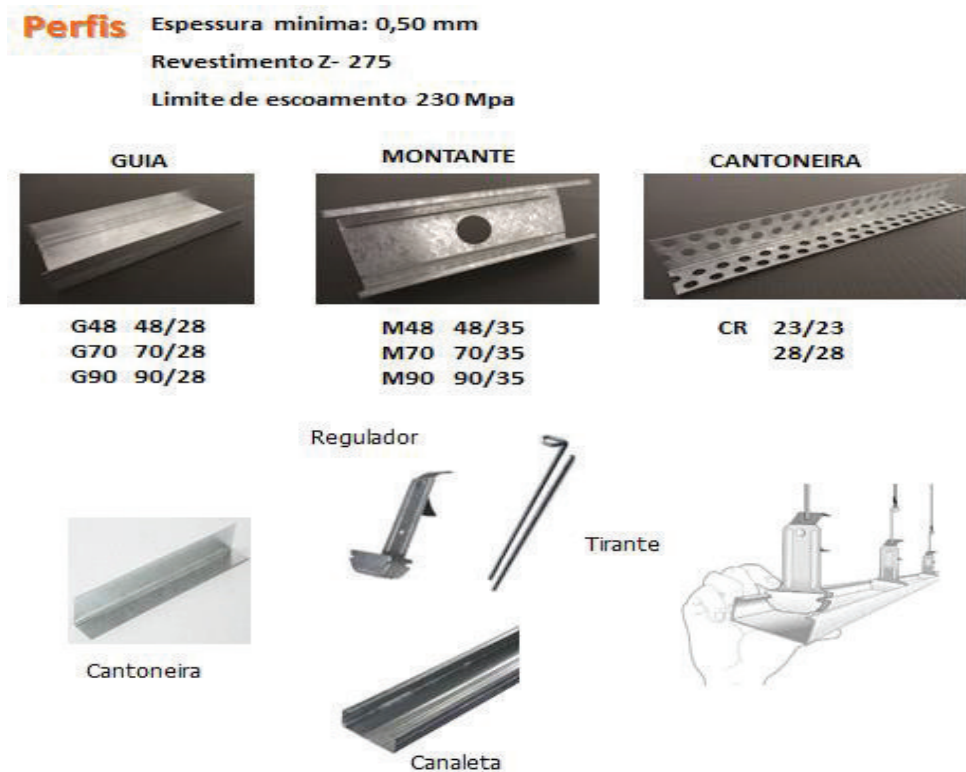 Perfis Espessura minima: 0,50 mm
Revestimento Z- 275
Limite de escoamento 230 Mpa
GUIA
G48 48/28
G70 70/28
G90 90/28
MONTANTE
M48 48/35
M70 70/35
M90 90/35
CANTONEIRA
CR 23/23
28/28
Regulador
Tirante
Cantoneira
Canaleta